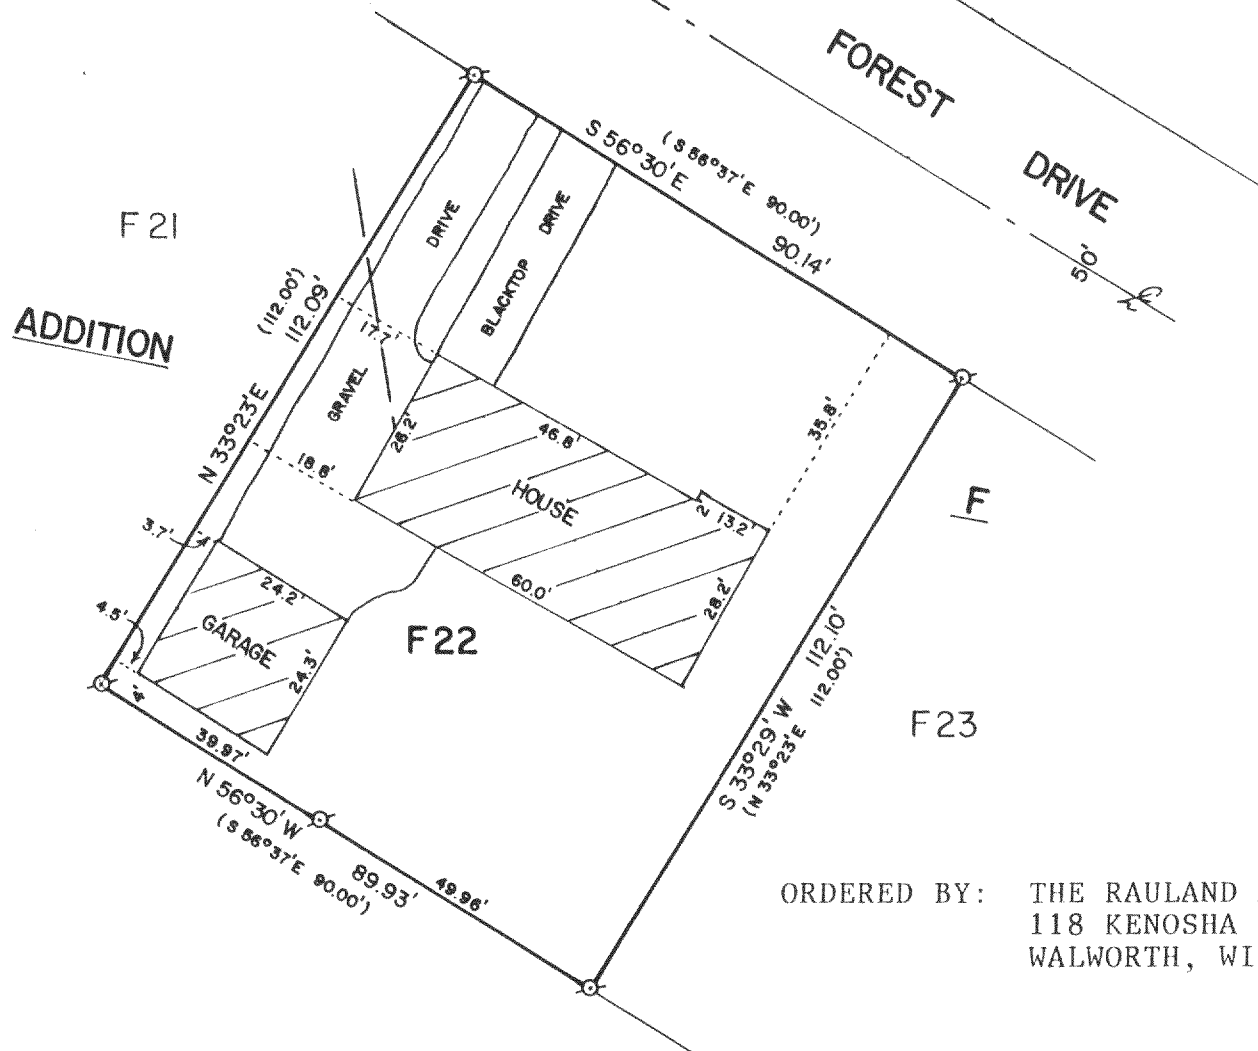 FOREST
DRIVE
50'
S 56°30'E
(S 56°37'E 90.00')
90.14'
F 21
ADDITION
(112.00')
112.09'
N 33°23'E
DRIVE
BLACKTOP DRIVE
17.7'
GRAVEL
26.2'
46.8'
35.8'
18.8'
HOUSE
2'
13.2'
F
3.7'
24.2'
60.0'
28.2'
4.5'
GARAGE
24.3'
F 22
4'
39.97'
N 56°30'W
(S 56°37'E 90.00')
89.93'
49.96'
S 33°29'W 112.10'
(N 33°23'E 112.00')
F 23
ORDERED BY: THE RAULAND
118 KENOSHA
WALWORTH, WI